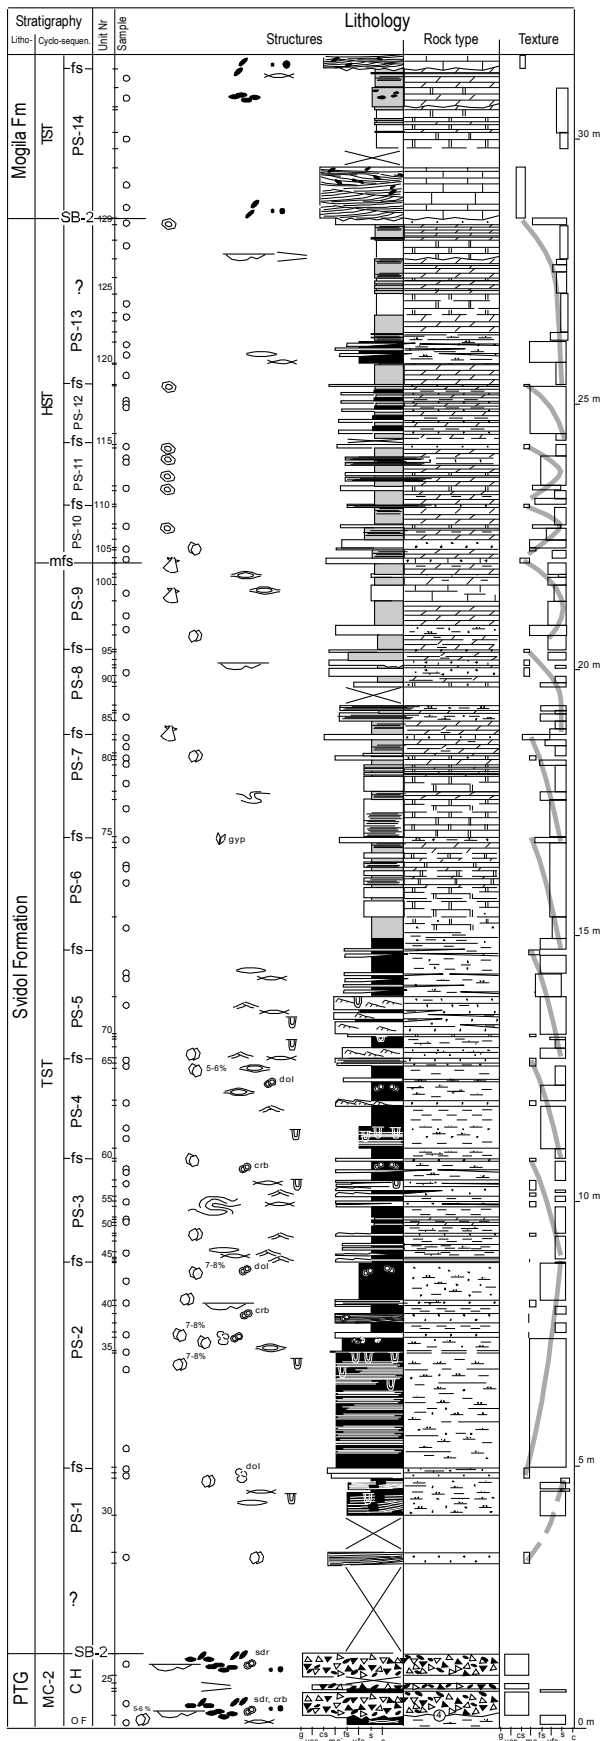 Stratigraphy
Lithology
Litho-
Cyclo-sequen.
Unit Nr
Sample
Structures
Rock type
Texture
Mogila Fm
TST
fs
PS-14
30 m
SB-2
129
?
125
PS-13
120
HST
fs
25 m
PS-12
fs
115
PS-11
fs
110
PS-10
105
mfs
100
PS-9
fs
95
20 m
PS-8
90
85
fs
PS-7
80
fs
75
gyp
PS-6
Svidol Formation
fs
15 m
PS-5
70
TST
fs
65
5-6%
dol
PS-4
fs
60
crb
PS-3
55
10 m
50
45
fs
7-8%
dol
40
crb
PS-2
7-8%
35
7-8%
fs
dol
5 m
PS-1
30
?
SB-2
sdr
PTG
MC-2
C H
25
sdr, crb
5-6 %
4
O F
0 m
g cs fs s c
g cs fs s c